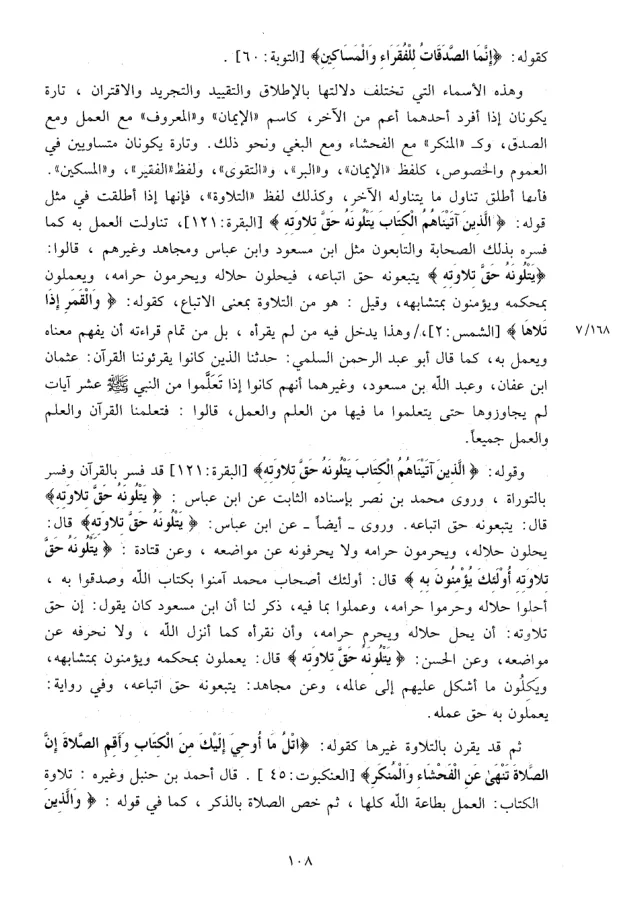 كقوله: ﴿إِنَّمَا الصَّدَقَاتُ لِلْفُقَرَاءِ وَالْمَسَاكِينِ﴾ [التوبة:٦٠] .
وهذه الأسماء التي تختلف دلالتها بالإطلاق والتقييد والتجريد والاقتران ، تارة
يكونان إذا أفرد أحدهما أعم من الآخر، كاسم «الإيمان» و«المعروف» مع العمل ومع
الصدق، وكـ «المنكر» مع الفحشاء ومع البغي ونحو ذلك. وتارة يكونان متساويين في
العموم والخصوص، كلفظ «الإيمان»، و«البر»، و«التقوى»، ولفظ«الفقير»، و«المسكين».
فأيها أطلق تناول ما يتناوله الآخر، وكذلك لفظ «التلاوة»، فإنها إذا أطلقت في مثل
قوله: ﴿ الَّذِينَ آتَيْنَاهُمُ الْكِتَابَ يَتْلُونَهُ حَقَّ تِلاوَتِهِ ﴾ [البقرة:١٢١]، تناولت العمل به كما
فسره بذلك الصحابة والتابعون مثل ابن مسعود وابن عباس ومجاهد وغيرهم ، قالوا:
﴿يَتْلُونَهُ حَقَّ تِلاوَتِهِ ﴾ يتبعونه حق اتباعه، فيحلون حلاله ويحرمون حرامه، ويعملون
بمحكمه ويؤمنون بمتشابهه، وقيل : هو من التلاوة بمعنى الاتباع، كقوله: ﴿ وَالْقَمَرِ إِذَا
تَلاهَا ﴾ [الشمس:٢]،/وهذا يدخل فيه من لم يقرأه ، بل من تمام قراءته أن يفهم معناه
٧/١٦٨
ويعمل به، كما قال أبو عبد الرحمن السلمي: حدثنا الذين كانوا يقرئوننا القرآن: عثمان
ابن عفان، وعبد الله بن مسعود، وغيرهما أنهم كانوا إذا تَعَلَّموا من النبي ﷺ عشر آيات
لم يجاوزوها حتى يتعلموا ما فيها من العلم والعمل، قالوا : فتعلمنا القرآن والعلم
والعمل جميعاً.
وقوله: ﴿ الَّذِينَ آتَيْنَاهُمُ الْكِتَابَ يَتْلُونَهُ حَقَّ تِلاوَتِهِ﴾ [البقرة:١٢١] قد فسر بالقرآن وفسر
بالتوراة ، وروى محمد بن نصر بإسناده الثابت عن ابن عباس : ﴿ يَتْلُونَهُ حَقَّ تِلاوَتِهِ﴾
قال: يتبعونه حق اتباعه. وروى ـ أيضاً ـ عن ابن عباس: ﴿ يَتْلُونَهُ حَقَّ تِلاوَتِهِ﴾ قال:
يحلون حلاله، ويحرمون حرامه ولا يحرفونه عن مواضعه ، وعن قتادة : ﴿ يَتْلُونَهُ حَقَّ
تِلاوَتِهِ أُوْلَئِكَ يُؤْمِنُونَ بِهِ ﴾ قال: أولئك أصحاب محمد آمنوا بكتاب الله وصدقوا به ،
أحلوا حلاله وحرموا حرامه، وعملوا بما فيه، ذكر لنا أن ابن مسعود كان يقول: إن حق
تلاوته: أن يحل حلاله ويحرم حرامه، وأن نقرأه كما أنزل الله ، ولا نحرفه عن
مواضعه، وعن الحسن: ﴿ يَتْلُونَهُ حَقَّ تِلاوَتِهِ ﴾ قال: يعملون بمحكمه ويؤمنون بمتشابهه،
ويكلُون ما أشكل عليهم إلى عالمه، وعن مجاهد: يتبعونه حق اتباعه، وفي رواية:
يعملون به حق عمله.
ثم قد يقرن بالتلاوة غيرها كقوله: ﴿اتْلُ مَا أُوحِيَ إِلَيْكَ مِنَ الْكِتَابِ وَأَقِمِ الصَّلاةَ إِنَّ
الصَّلاةَ تَنْهَىٰ عَنِ الْفَحْشَاءِ وَالْمُنكَرِ﴾ [العنكبوت:٤٥ ] . قال أحمد بن حنبل وغيره : تلاوة
الكتاب: العمل بطاعة الله كلها ، ثم خص الصلاة بالذكر ، كما في قوله : ﴿ وَالَّذِينَ
١٠٨